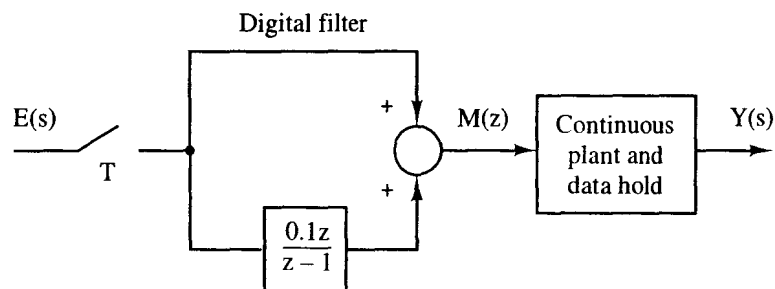 Digital filter
E(s)
T
+
+
M(z)
Continuous
plant and
data hold
Y(s)
0.1z
z − 1